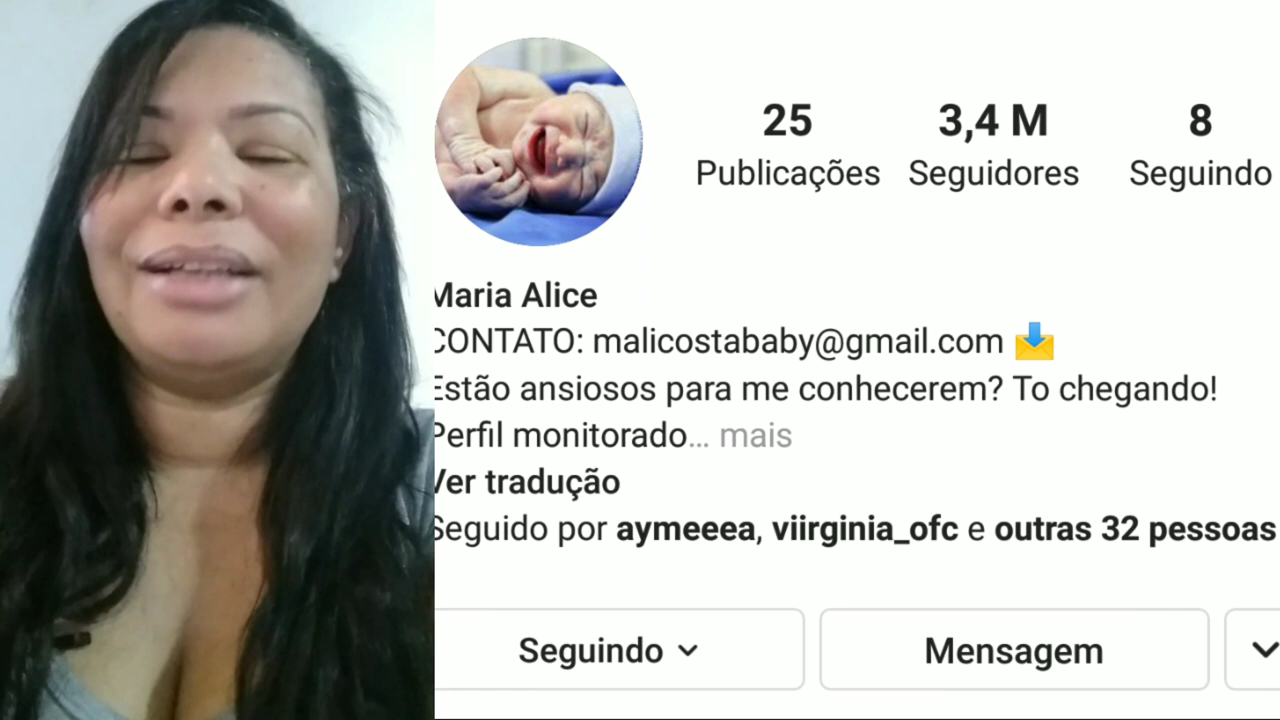 25 3,4 M 8
Publicações Seguidores Seguindo
Maria Alice
CONTATO: malicostababy@gmail.com
Estão ansiosos para me conhecerem? To chegando!
Perfil monitorado... mais
Ver tradução
Seguido por aymeeea, viirginia_ofc e outras 32 pessoas
Seguindo Mensagem